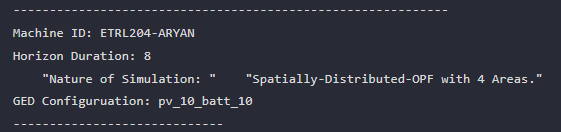 -----------------------------------------------------------
Machine ID: ETRL204-ARYAN
Horizon Duration: 8
    "Nature of Simulation: "    "Spatially-Distributed-OPF with 4 Areas."
GED Configuruation: pv_10_batt_10
-----------------------------